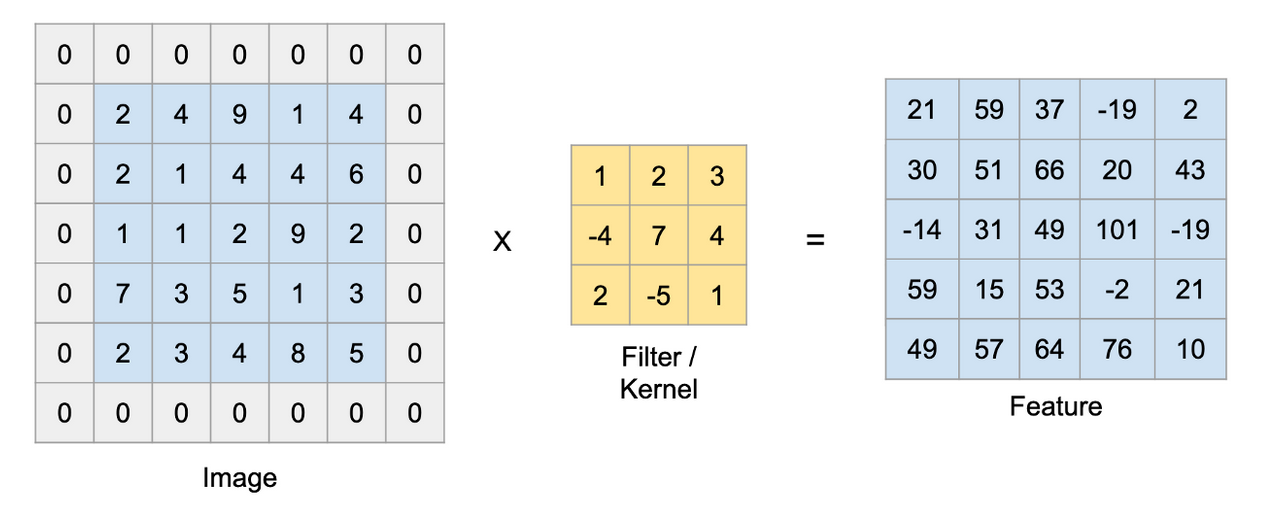 0 0 0 0 0 0 0
0 2 4 9 1 4 0
0 2 1 4 4 6 0
0 1 1 2 9 2 0
0 7 3 5 1 3 0
0 2 3 4 8 5 0
0 0 0 0 0 0 0
Image
x
1 2 3
-4 7 4
2 -5 1
Filter /
Kernel
=
21 59 37 -19 2
30 51 66 20 43
-14 31 49 101 -19
59 15 53 -2 21
49 57 64 76 10
Feature